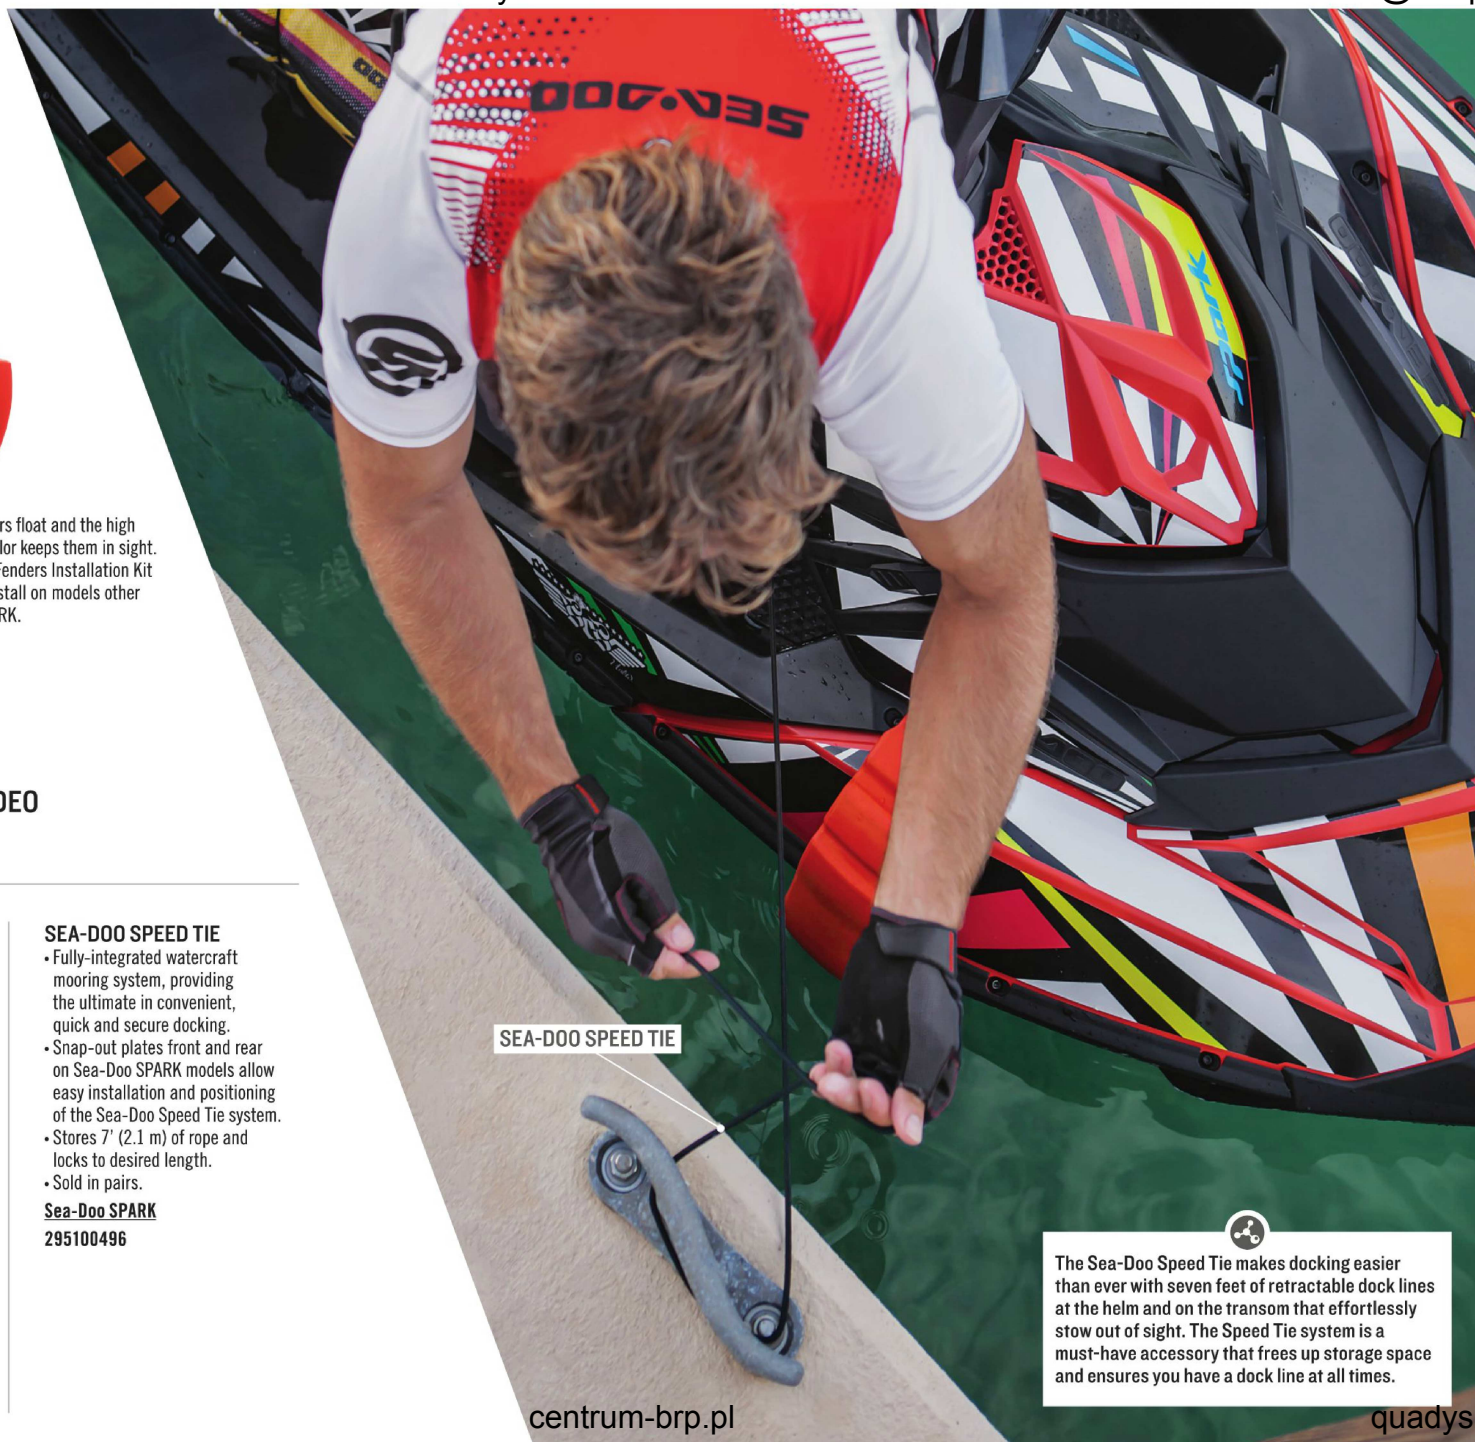 SEA-DOO
spark
rs float and the high
lor keeps them in sight.
Fenders Installation Kit
stall on models other
RK.
DEO
SEA-DOO SPEED TIE
• Fully-integrated watercraft
mooring system, providing
the ultimate in convenient,
quick and secure docking.
• Snap-out plates front and rear
on Sea-Doo SPARK models allow
easy installation and positioning
of the Sea-Doo Speed Tie system.
• Stores 7' (2.1 m) of rope and
locks to desired length.
• Sold in pairs.
Sea-Doo SPARK
295100496
SEA-DOO SPEED TIE
The Sea-Doo Speed Tie makes docking easier
than ever with seven feet of retractable dock lines
at the helm and on the transom that effortlessly
stow out of sight. The Speed Tie system is a
must-have accessory that frees up storage space
and ensures you have a dock line at all times.
centrum-brp.pl
quadys